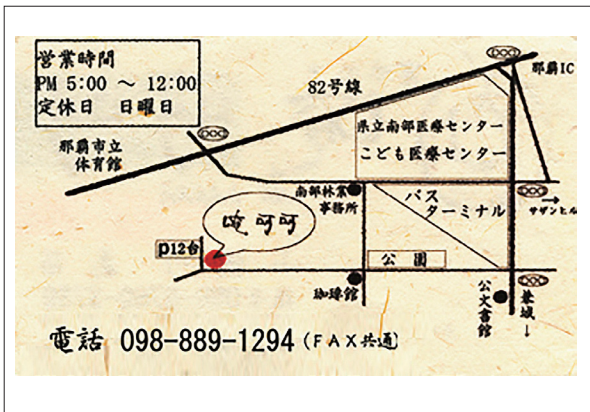 営業時間
PM 5:00 ～ 12:00
定休日 日曜日
那覇IC
82号線
県立南部医療センター
こども医療センター
那覇市立
体育館
南部林業
事務所
バス
ターミナル
サザンヒル
呵呵
P12台
公園
珈琲館
公文書館
兼城
電話 098-889-1294 (FAX共通)